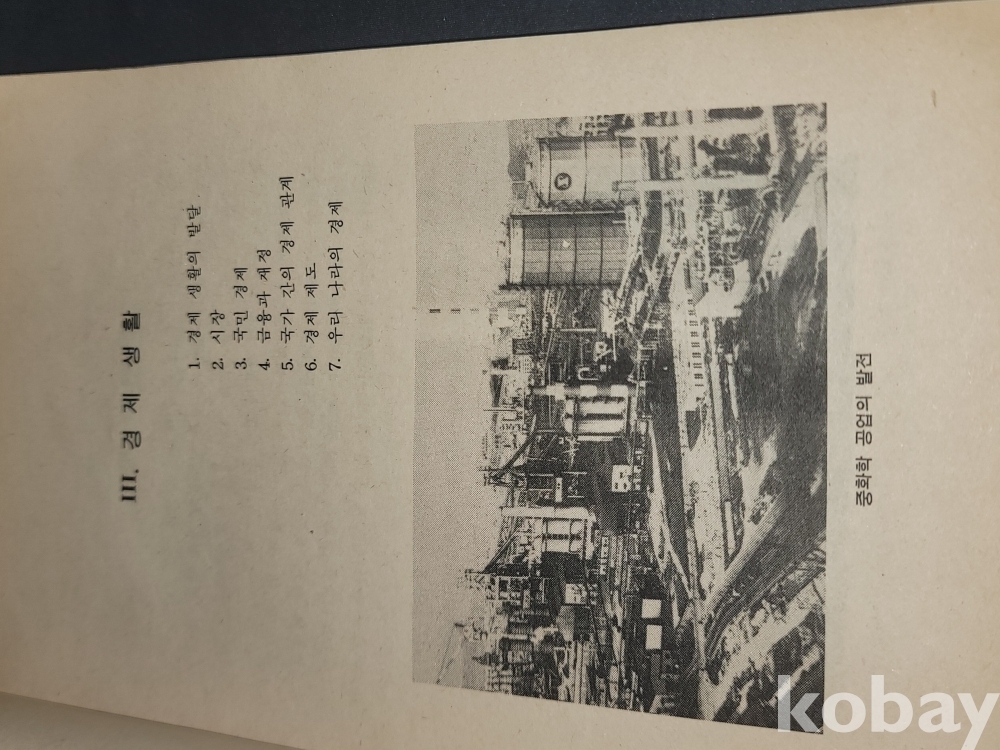 III. 경 제 생 활
1. 경제 생활의 발달
2. 시장
3. 국민 경제
4. 금융과 재정
5. 국가 간의 경제 관계
6. 경제 제도
7. 우리 나라의 경제
중화학 공업의 발전
kobay